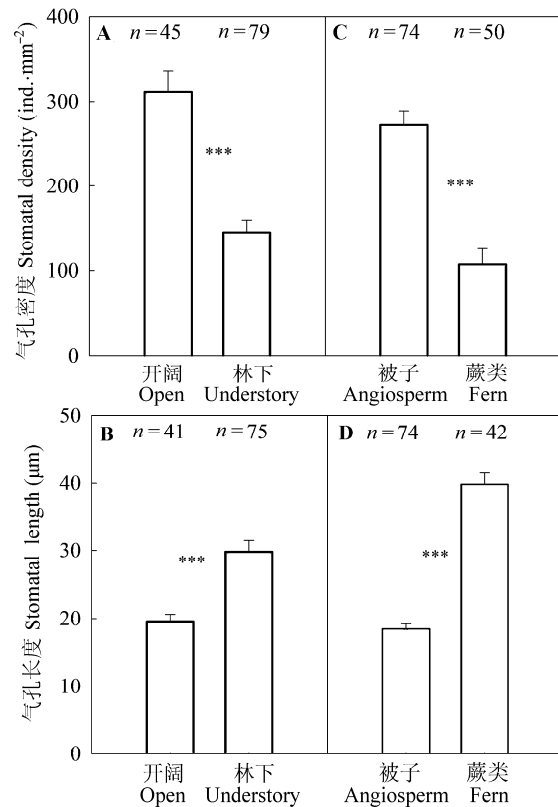 气孔密度 Stomatal density (ind.·mm⁻²)
400
300
200
100
0
A n=45 n=79
***
开阔 林下
Open Understory
C n=74 n=50
***
被子 蕨类
Angiosperm Fern
气孔长度 Stomatal length (μm)
50
40
30
20
10
0
B n=41 n=75
***
开阔 林下
Open Understory
D n=74 n=42
***
被子 蕨类
Angiosperm Fern